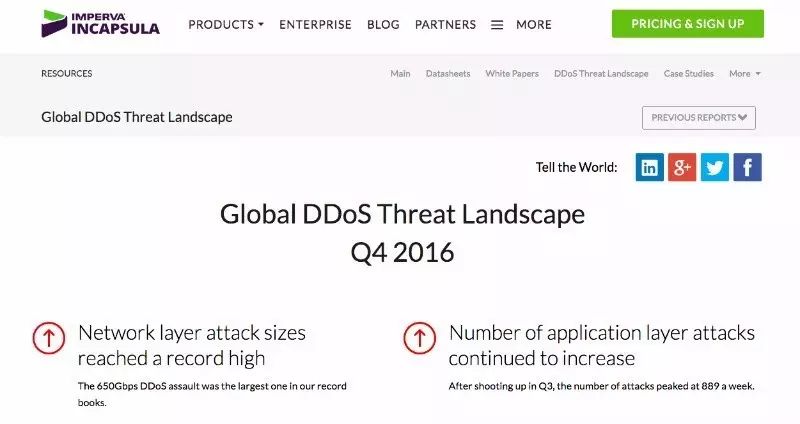 IMPERVA
INCAPSULA
PRODUCTS ENTERPRISE BLOG PARTNERS MORE PRICING & SIGN UP
RESOURCES Main Datasheets White Papers DDoS Threat Landscape Case Studies More
Global DDoS Threat Landscape PREVIOUS REPORTS
Tell the World: in g+ f
Global DDoS Threat Landscape
Q4 2016
Network layer attack sizes
reached a record high
The 650Gbps DDoS assault was the largest one in our record
books.
Number of application layer attacks
continued to increase
After shooting up in Q3, the number of attacks peaked at 889 a week.